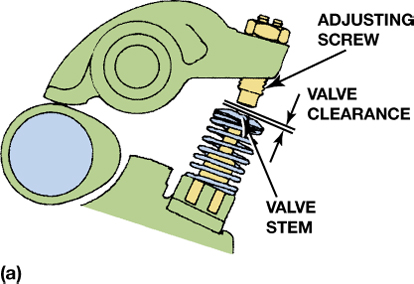 ADJUSTING
SCREW
VALVE
CLEARANCE
VALVE
STEM
(a)